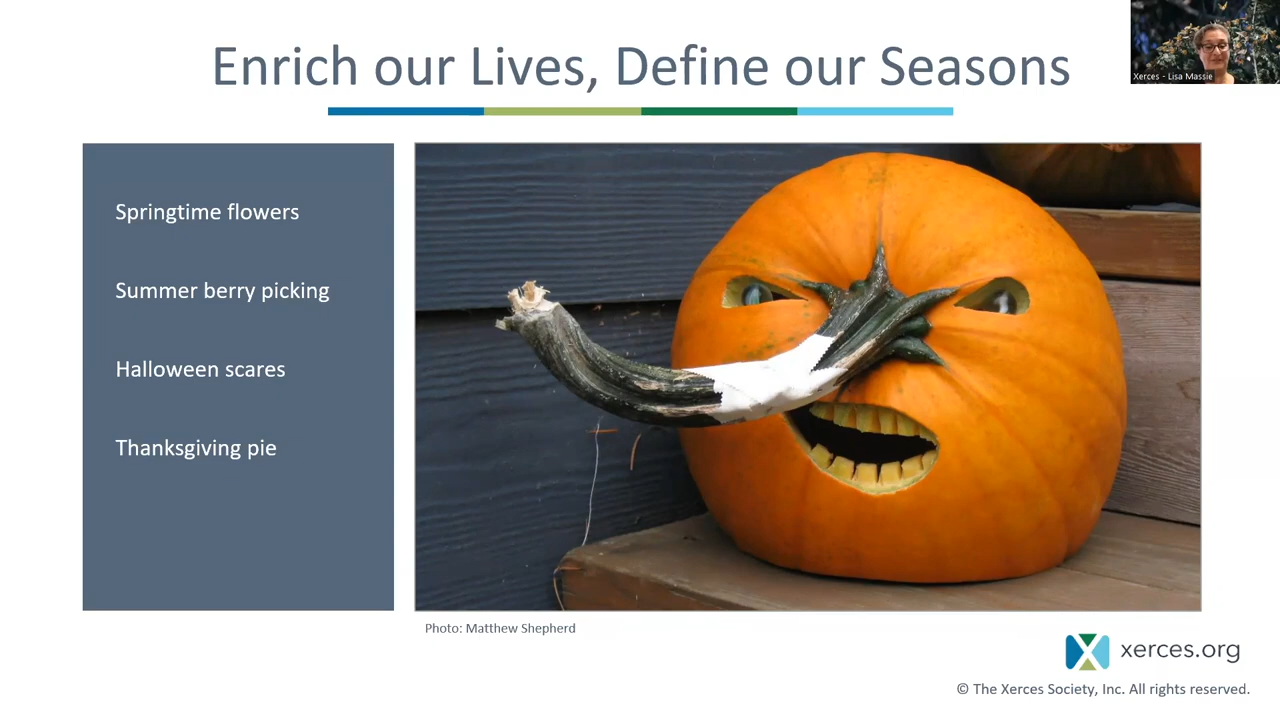 Enrich our Lives, Define our Seasons
Xerces - Lisa Massie
Springtime flowers
Summer berry picking
Halloween scares
Thanksgiving pie
Photo: Matthew Shepherd
xerces.org
© The Xerces Society, Inc. All rights reserved.